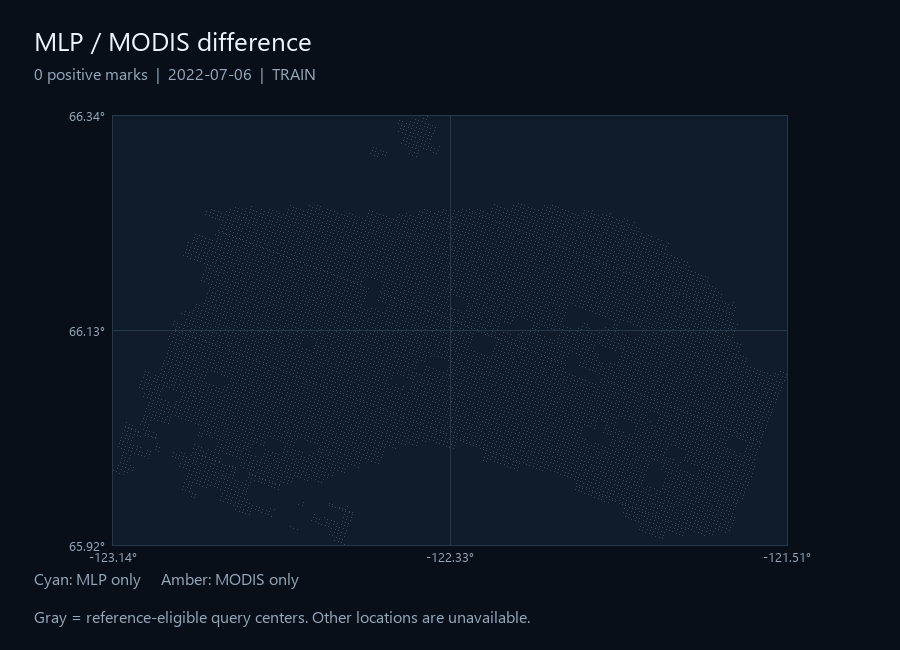 MLP / MODIS difference
0 positive marks | 2022-07-06 | TRAIN
66.34°
66.13°
65.92°
-123.14° -122.33° -121.51°
Cyan: MLP only Amber: MODIS only
Gray = reference-eligible query centers. Other locations are unavailable.